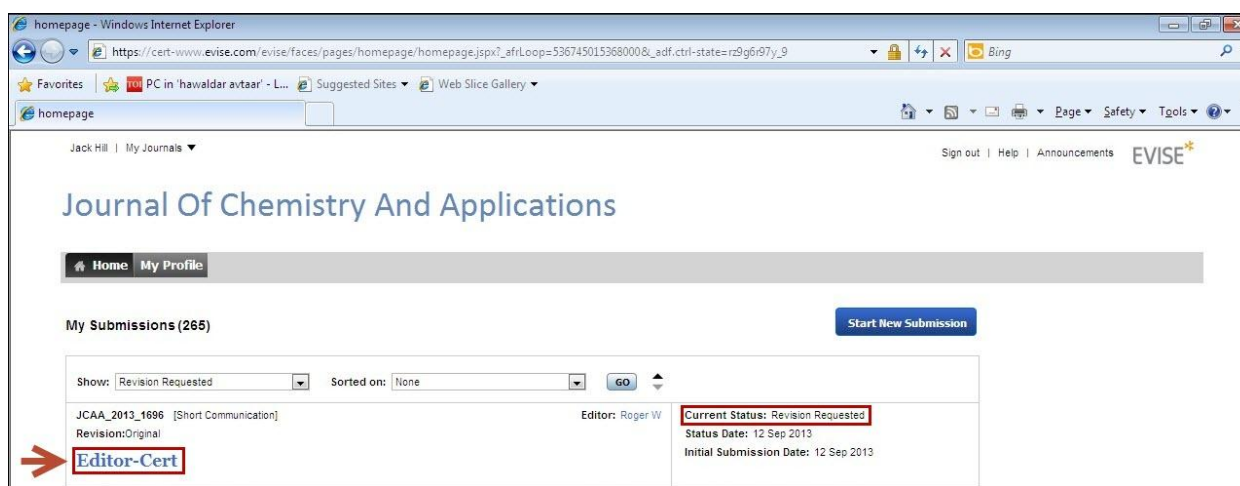 homepage - Windows Internet Explorer
https://cert-www.evise.com/evise/faces/pages/homepage/homepage.jspx?_afrLoop=536745015368000&_adf.ctrl-state=rz9g6r97y_9
Bing
Favorites PC in 'hawaldar avtaar' - L... Suggested Sites Web Slice Gallery
homepage Page Safety Tools
Jack Hill | My Journals Sign out | Help | Announcements EVISE
Journal Of Chemistry And Applications
Home My Profile
My Submissions (265) Start New Submission
Show: Revision Requested Sorted on: None GO
JCAA_2013_1696 [Short Communication] Editor: Roger W Current Status: Revision Requested
Revision:Original Status Date: 12 Sep 2013
Editor-Cert Initial Submission Date: 12 Sep 2013